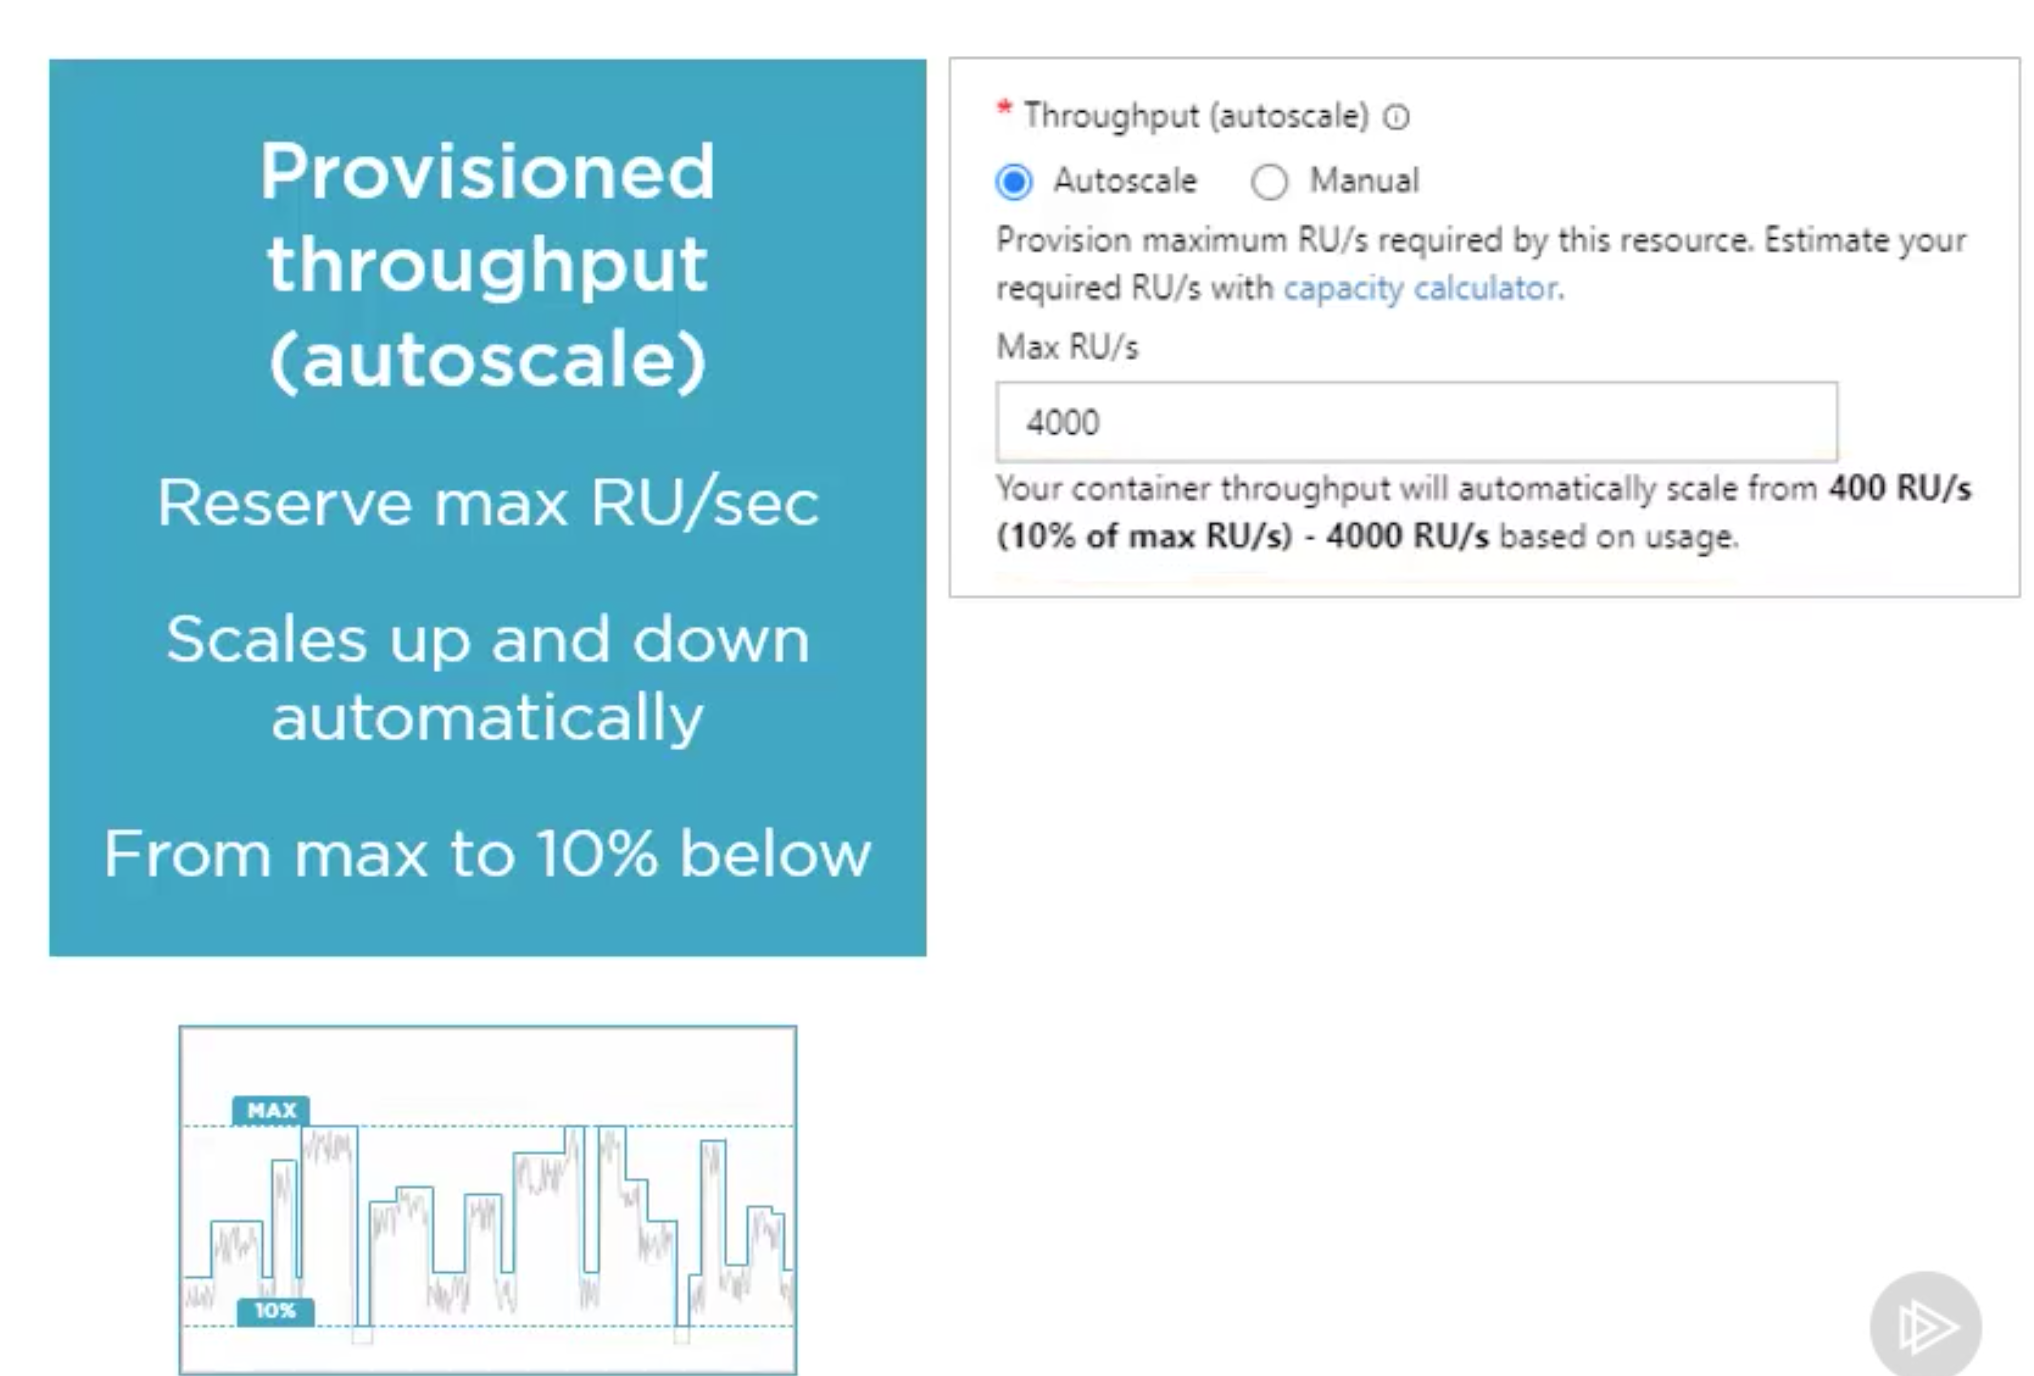 Provisioned
throughput
(autoscale)
Reserve max RU/sec
Scales up and down
automatically
From max to 10% below
* Throughput (autoscale)
Autoscale Manual
Provision maximum RU/s required by this resource. Estimate your
required RU/s with capacity calculator.
Max RU/s
4000
Your container throughput will automatically scale from 400 RU/s
(10% of max RU/s) - 4000 RU/s based on usage.
MAX
10%